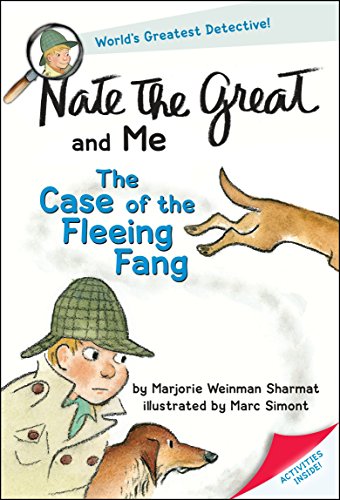 World's Greatest Detective!
Nate the Great
and Me
The
Case of the
Fleeing
Fang
by Marjorie Weinman Sharmat
illustrated by Marc Simont
ACTIVITIES
INSIDE!